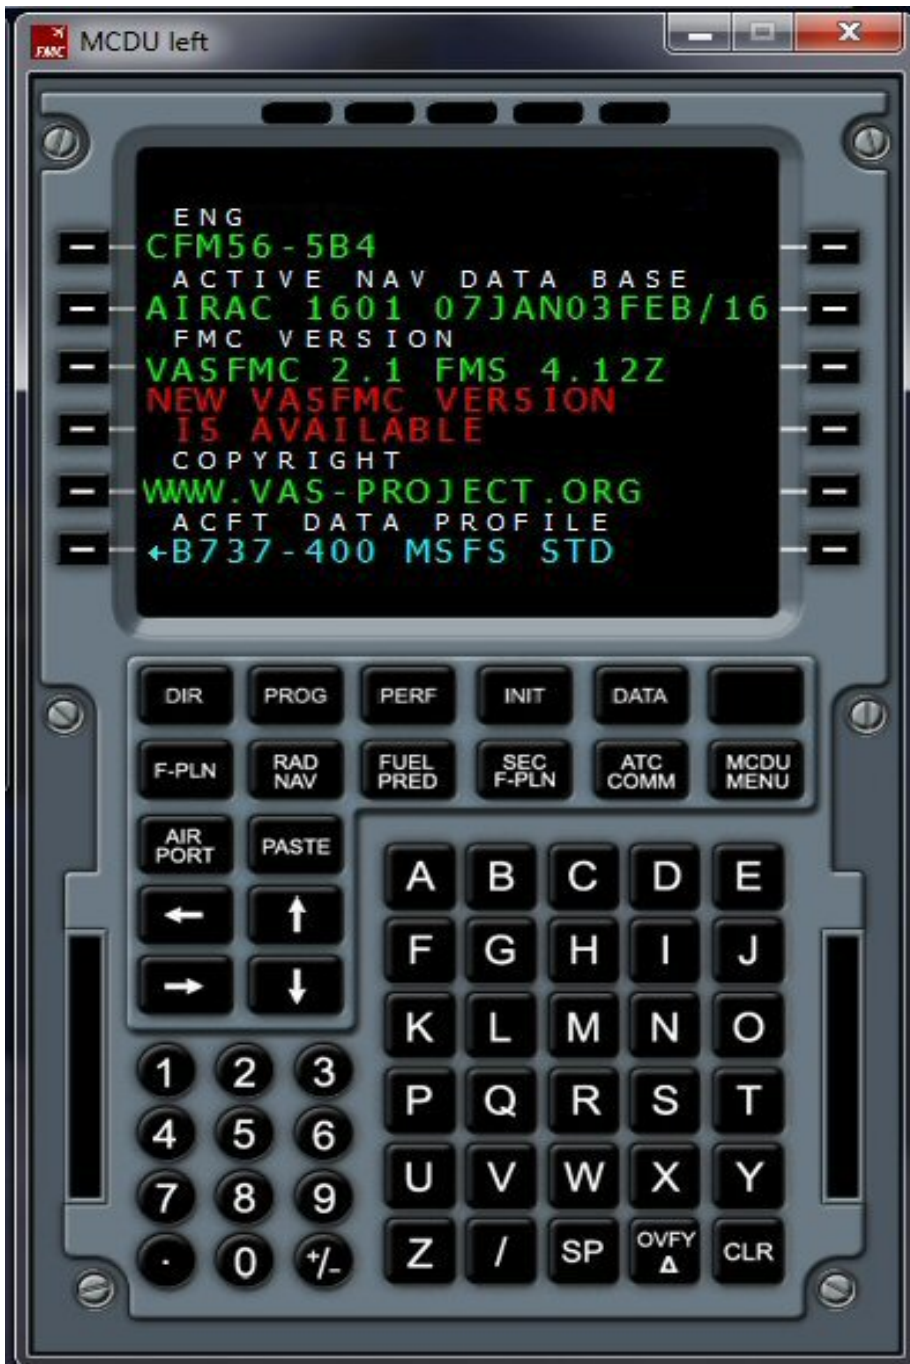 FMC MCDU left
ENG
CFM56-5B4
ACTIVE NAV DATA BASE
AIRAC 1601 07JAN03FEB/16
FMC VERSION
VASFMC 2.1 FMS 4.12Z
NEW VASFMC VERSION
IS AVAILABLE
COPYRIGHT
WWW.VAS-PROJECT.ORG
ACFT DATA PROFILE
←B737-400 MSFS STD
DIR PROG PERF INIT DATA
F-PLN RAD NAV FUEL PRED SEC F-PLN ATC COMM MCDU MENU
AIR PORT PASTE
← ↑
→ ↓
A B C D E
F G H I J
K L M N O
P Q R S T
U V W X Y
Z / SP OVFY Δ CLR
1 2 3
4 5 6
7 8 9
. 0 +/-